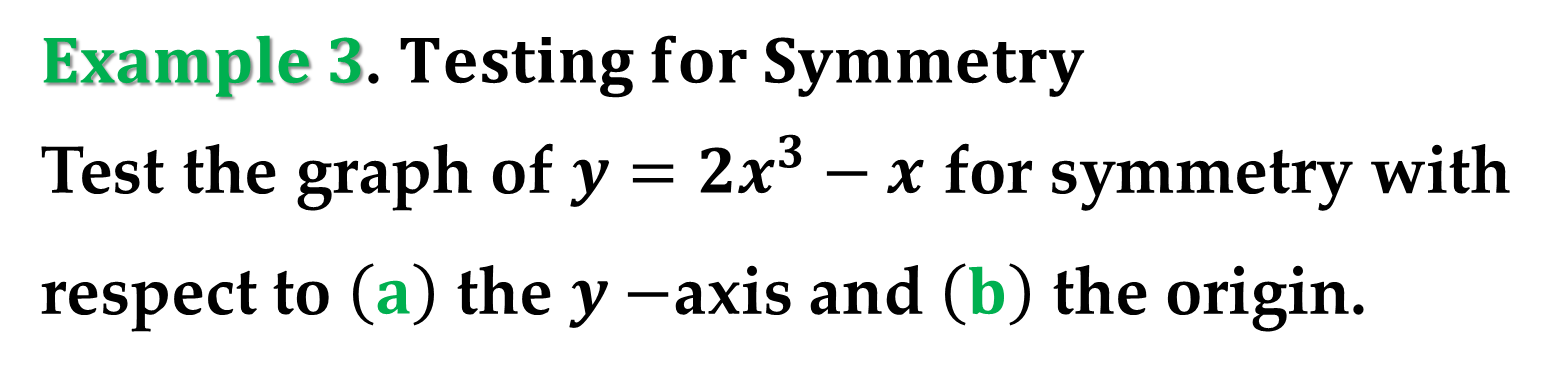 Example 3. Testing for Symmetry
Test the graph of y = 2x³ − x for symmetry with
respect to (a) the y −axis and (b) the origin.